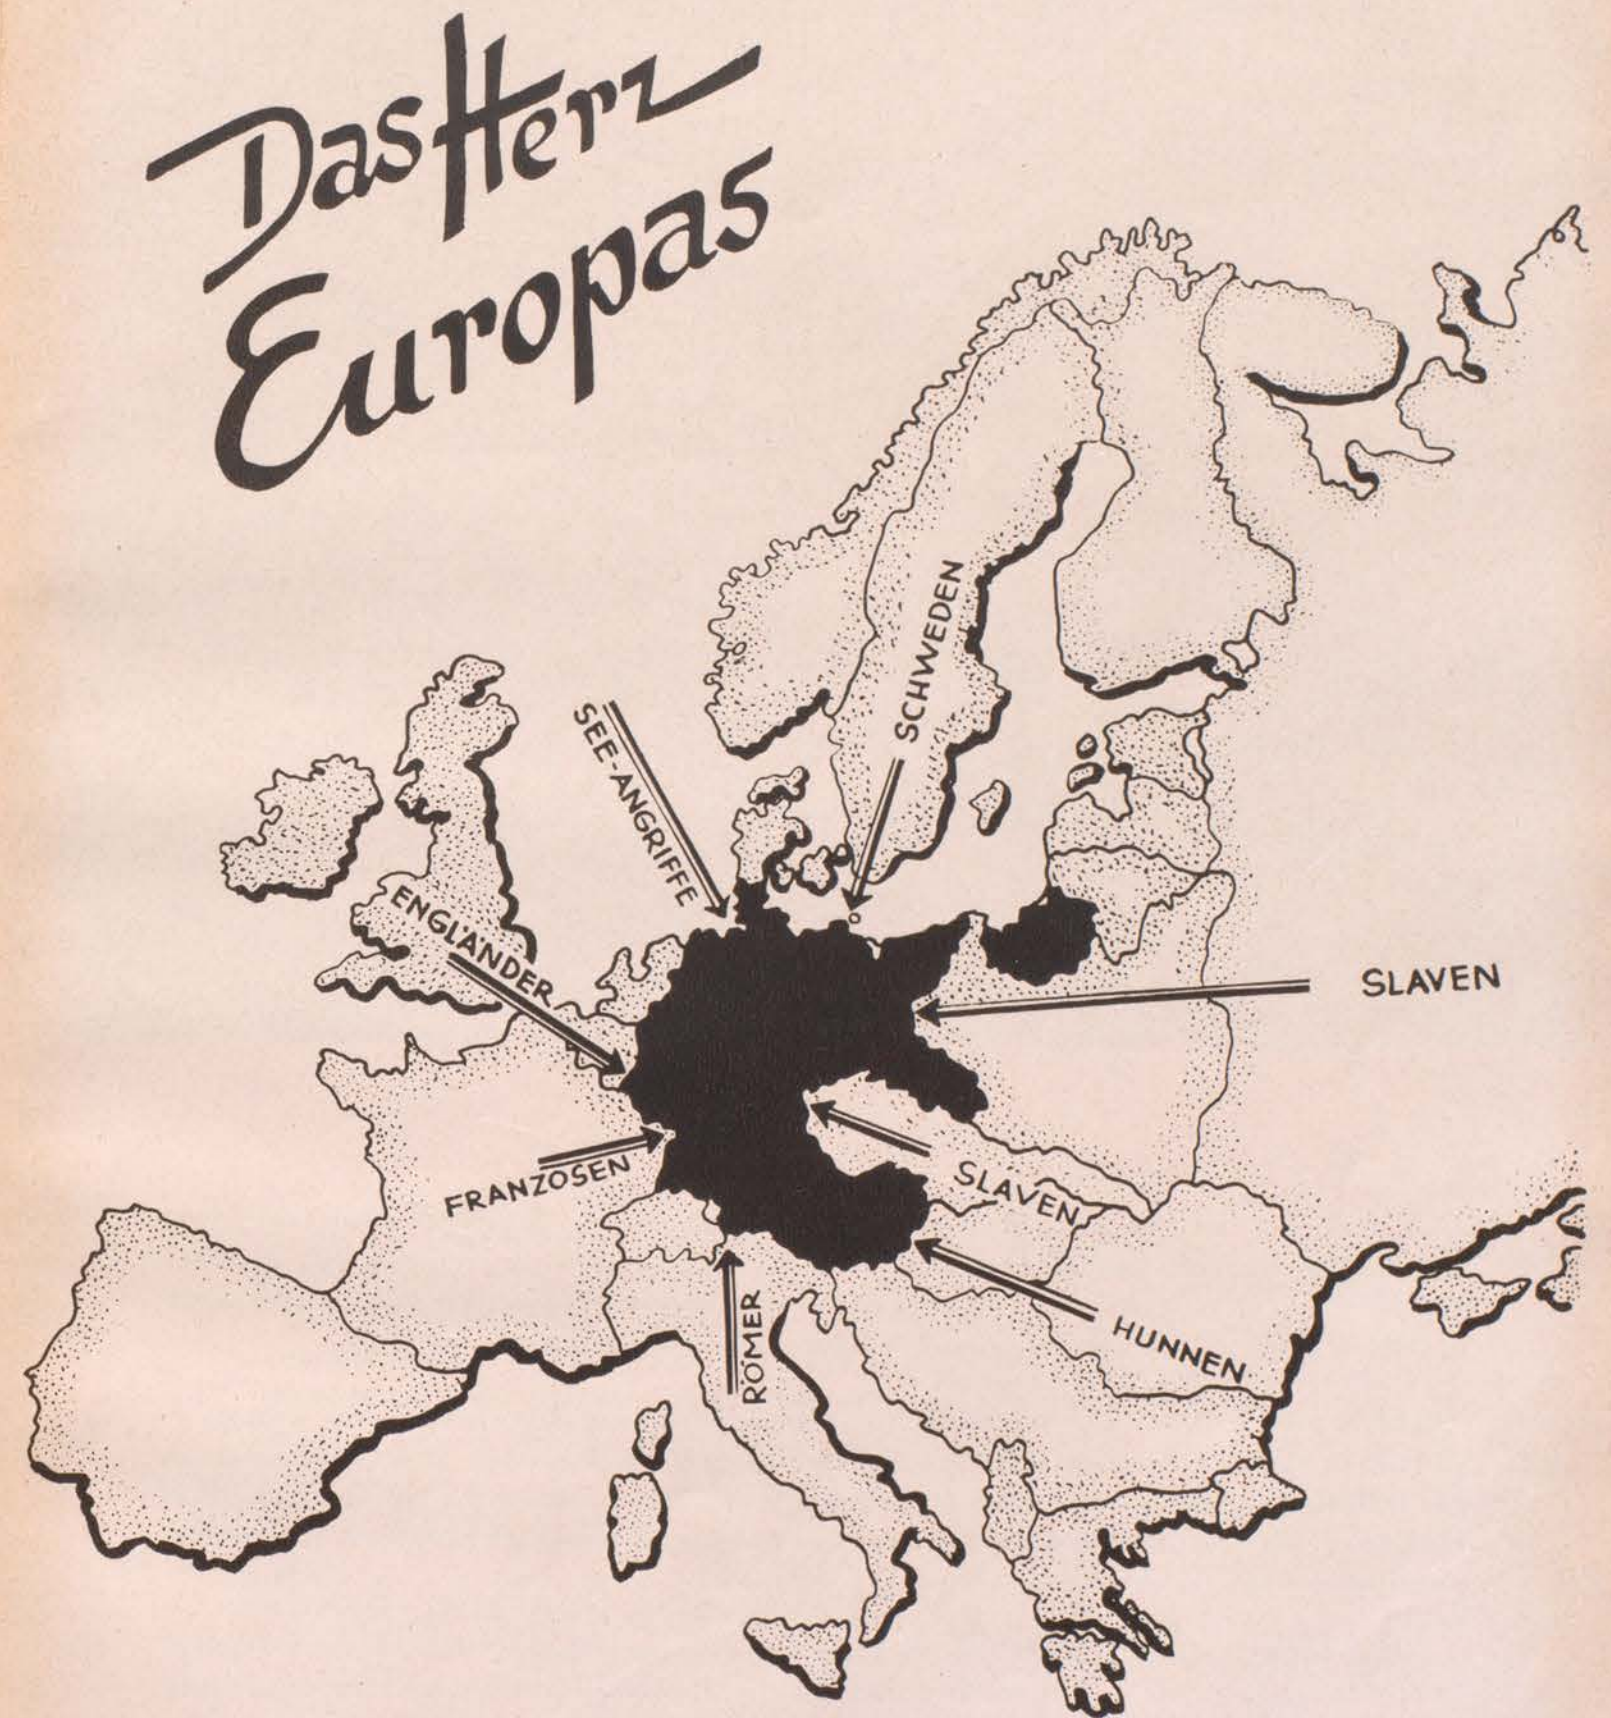 Das Herz
Europas
SCHWEDEN
SEE-ANGRIFFE
ENGLÄNDER
SLAVEN
FRANZOSEN
SLAVEN
RÖMER
HUNNEN